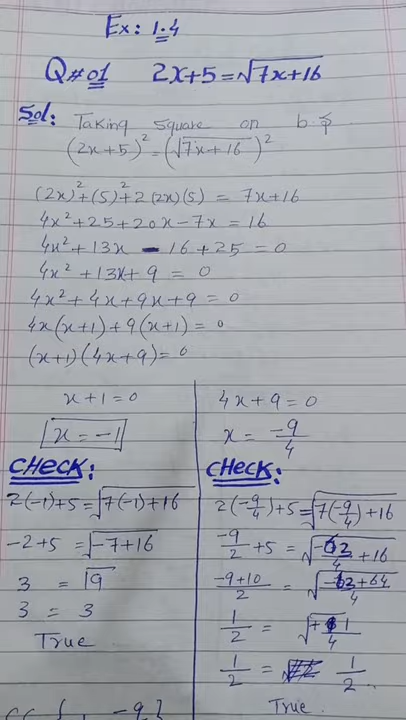 Ex: 1.4
Q#01 2x+5=√7x+16
Sol: Taking square on b.
(2x+5)²=(√7x+16)²
(2x)²+(5)²+2(2x)(5) = 7x+16
4x²+25+20x-7x = 16
4x²+13x - 16+25 = 0
4x²+13x+9 = 0
4x²+4x+9x+9=0
4x(x+1)+9(x+1)=0
(x+1)(4x+9)=0
x+1=0
x=-1
CHECK:
2(-1)+5=√7(-1)+16
-2+5=√-7+16
3 = √9
3 = 3
True
4x+9=0
x = -9/4
CHECK:
2(-9/4)+5=√7(-9/4)+16
-9/2+5=√ /4+16
-9+10/2 = √ +64/4
1/2 = √ 1/4
1/2 = 1/2
True.